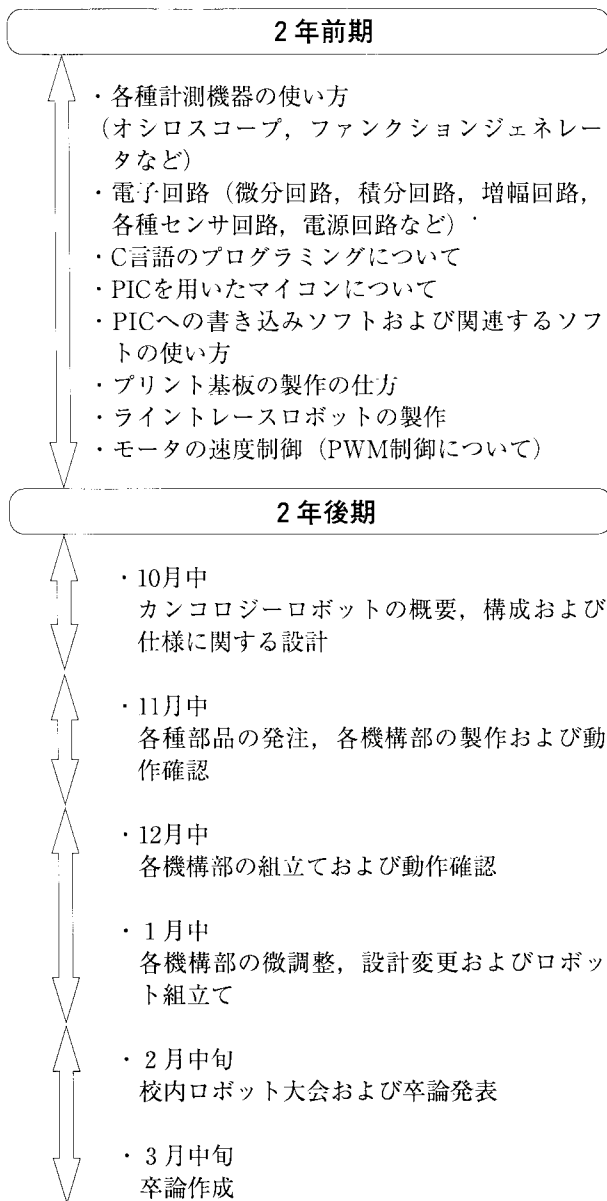 2年前期
・各種計測機器の使い方
（オシロスコープ，ファンクションジェネレー
タなど）
・電子回路（微分回路，積分回路，増幅回路，
各種センサ回路，電源回路など）
・C言語のプログラミングについて
・PICを用いたマイコンについて
・PICへの書き込みソフトおよび関連するソフ
トの使い方
・プリント基板の製作の仕方
・ライントレースロボットの製作
・モータの速度制御（PWM制御について）
2年後期
・10月中
カンコロジーロボットの概要，構成および
仕様に関する設計
・11月中
各種部品の発注，各機構部の製作および動
作確認
・12月中
各機構部の組立ておよび動作確認
・1月中
各機構部の微調整，設計変更およびロボッ
ト組立て
・2月中旬
校内ロボット大会および卒論発表
・3月中旬
卒論作成